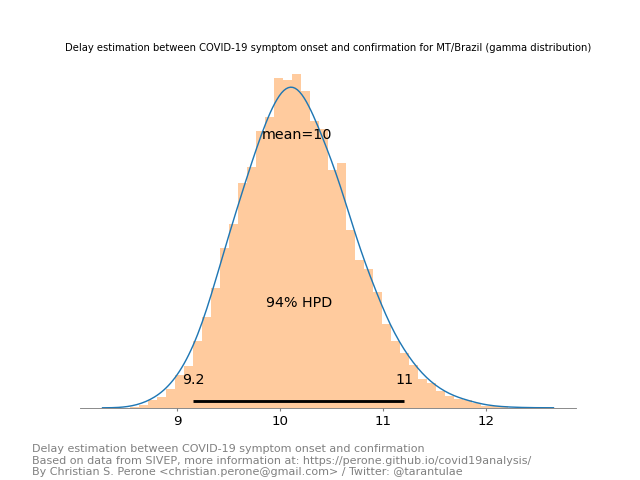 Delay estimation between COVID-19 symptom onset and confirmation for MT/Brazil (gamma distribution)
mean=10
94% HPD
9.2 11
9 10 11 12
Delay estimation between COVID-19 symptom onset and confirmation
Based on data from SIVEP, more information at: https://perone.github.io/covid19analysis/
By Christian S. Perone <christian.perone@gmail.com> / Twitter: @tarantulae